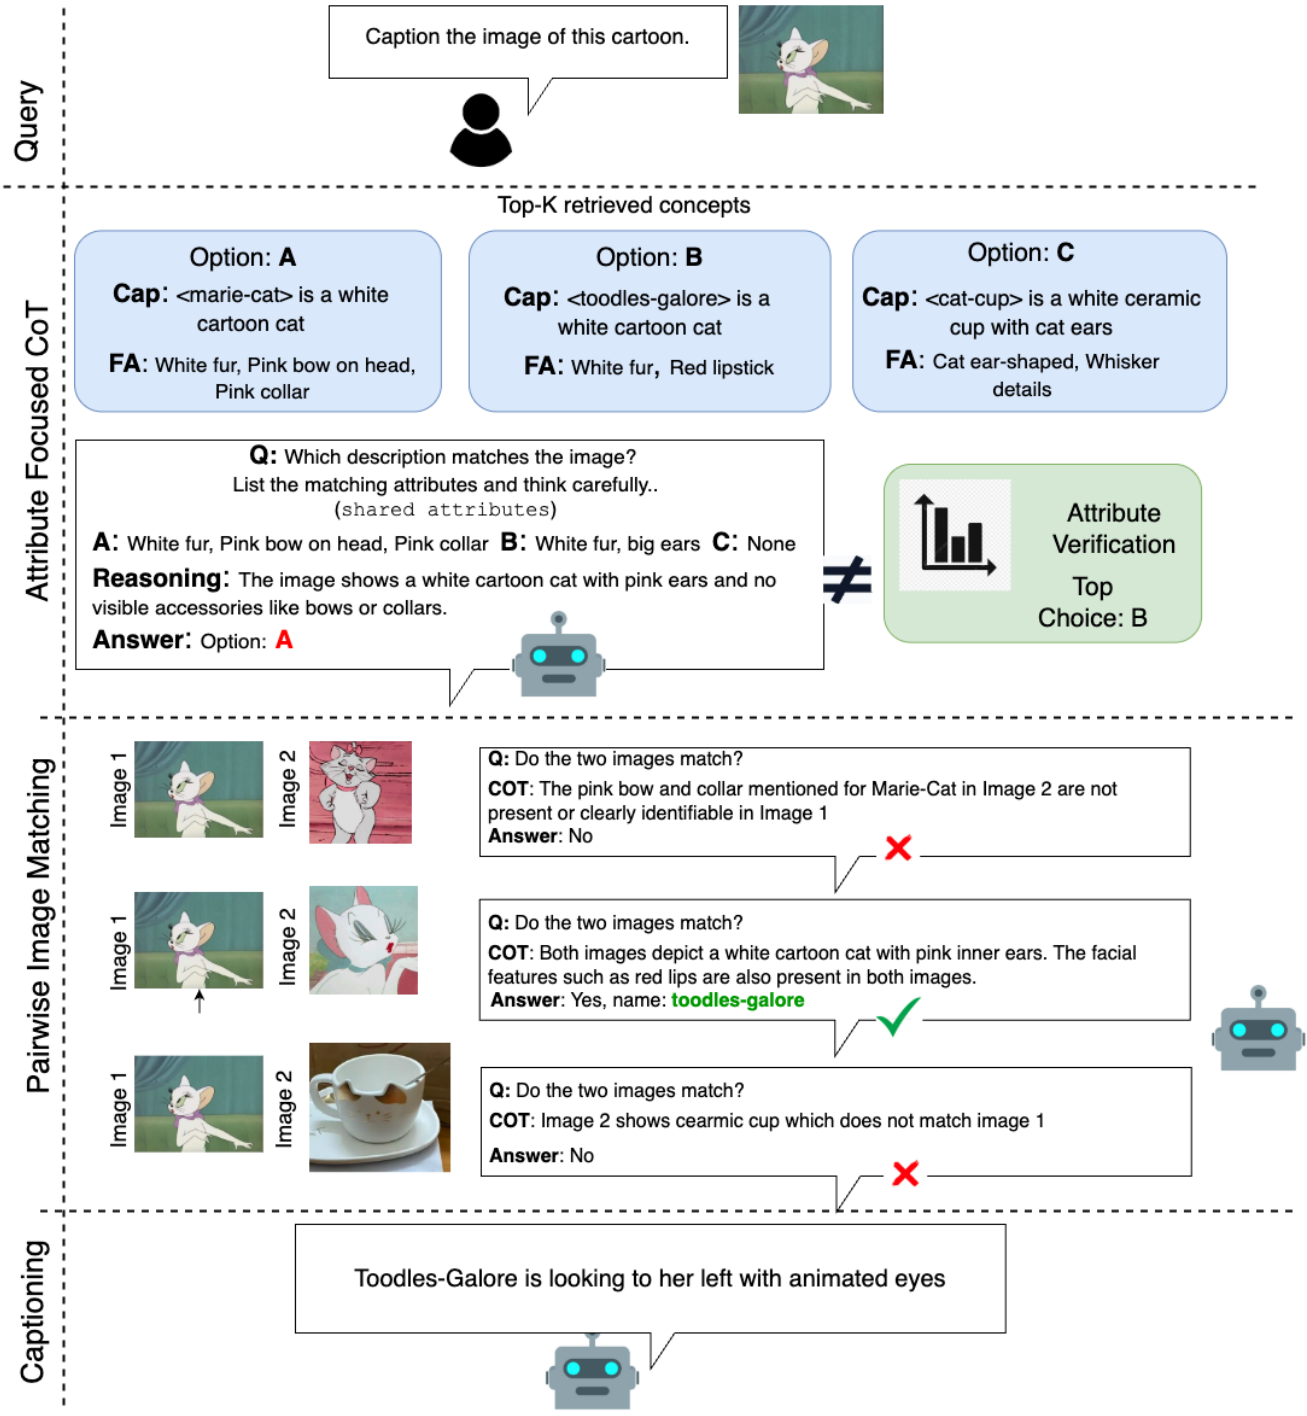 Query
Caption the image of this cartoon.
Attribute Focused CoT
Top-K retrieved concepts
Option: A
Cap: <marie-cat> is a white
cartoon cat
FA: White fur, Pink bow on head,
Pink collar
Option: B
Cap: <toodles-galore> is a
white cartoon cat
FA: White fur, Red lipstick
Option: C
Cap: <cat-cup> is a white ceramic
cup with cat ears
FA: Cat ear-shaped, Whisker
details
Q: Which description matches the image?
List the matching attributes and think carefully..
(shared attributes)
A: White fur, Pink bow on head, Pink collar B: White fur, big ears C: None
Reasoning: The image shows a white cartoon cat with pink ears and no
visible accessories like bows or collars.
Answer: Option: A
≠
Attribute
Verification
Top
Choice: B
Pairwise Image Matching
Image 1
Image 2
Q: Do the two images match?
COT: The pink bow and collar mentioned for Marie-Cat in Image 2 are not
present or clearly identifiable in Image 1
Answer: No
Image 1
Image 2
Q: Do the two images match?
COT: Both images depict a white cartoon cat with pink inner ears. The facial
features such as red lips are also present in both images.
Answer: Yes, name: toodles-galore
Image 1
Image 2
Q: Do the two images match?
COT: Image 2 shows cearmic cup which does not match image 1
Answer: No
Captioning
Toodles-Galore is looking to her left with animated eyes